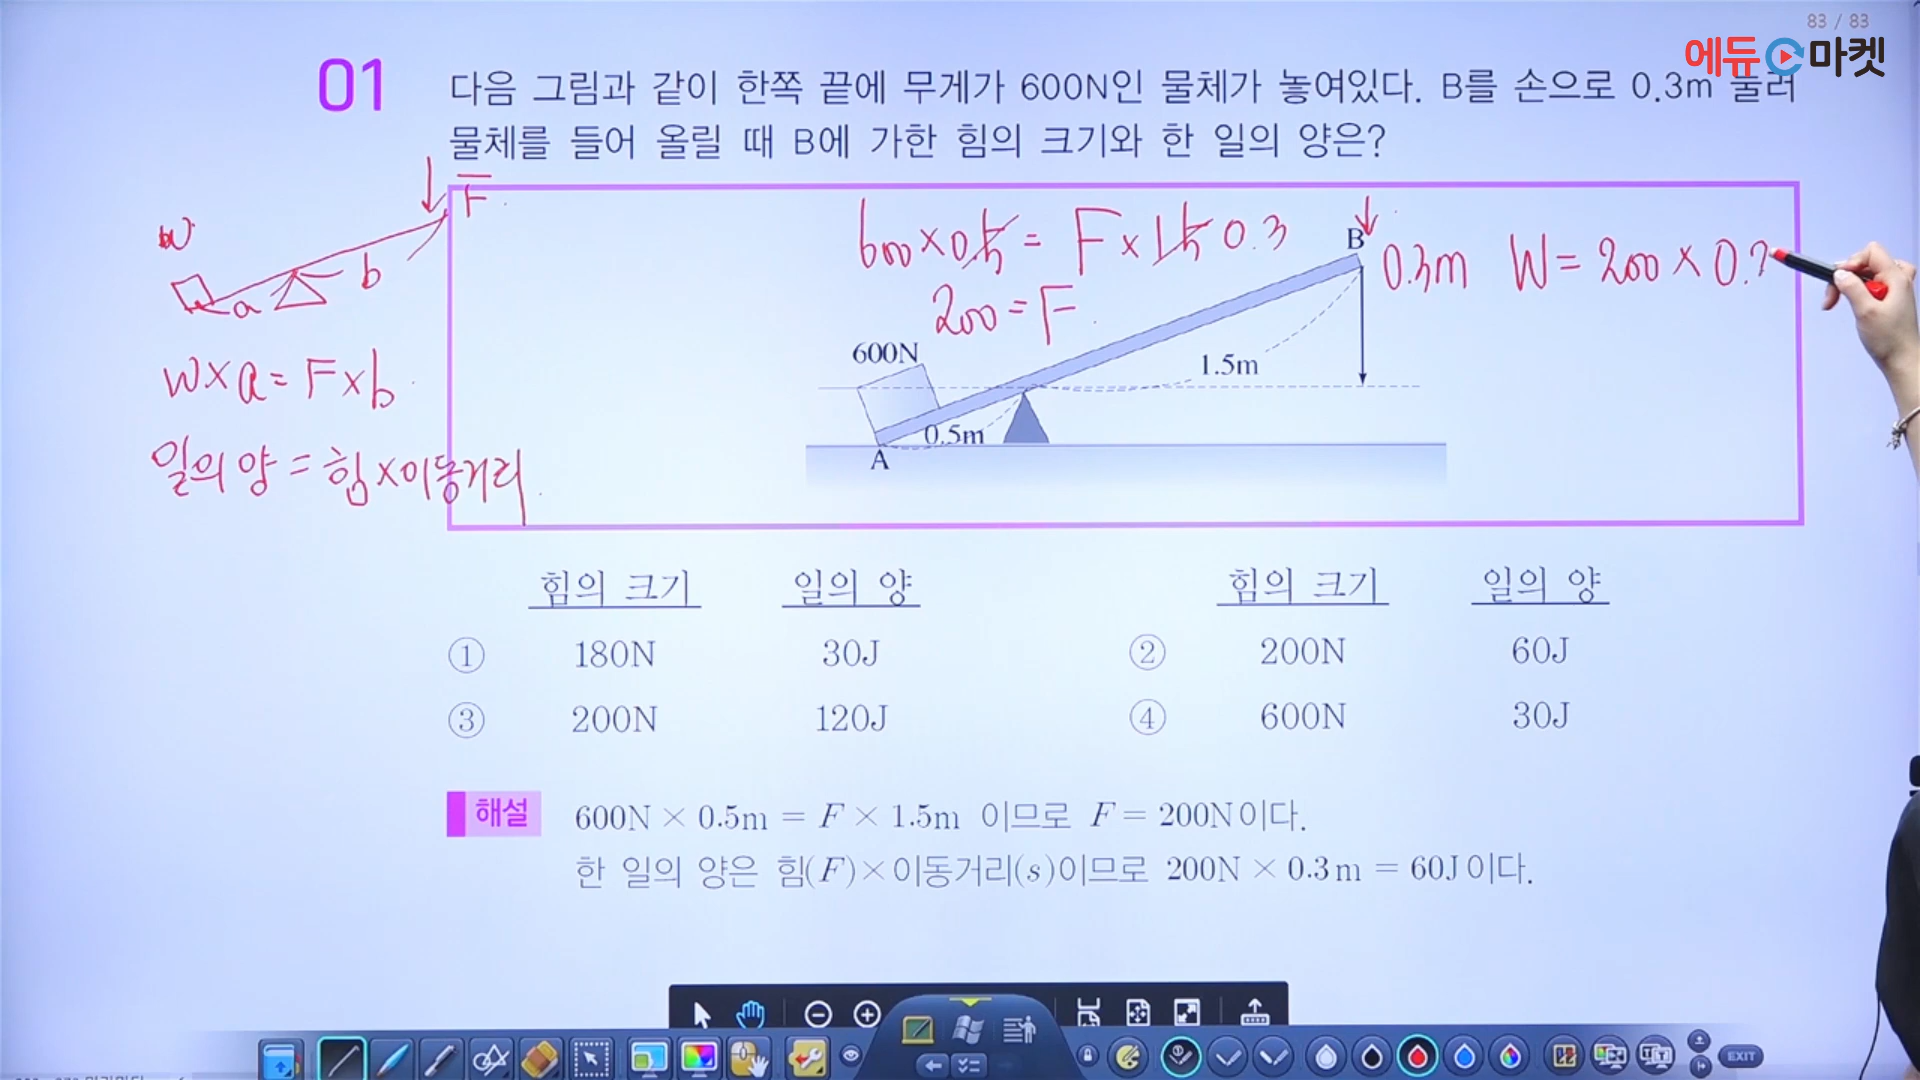 83 / 83
에듀 마켓
01
다음 그림과 같이 한쪽 끝에 무게가 600N인 물체가 놓여있다. B를 손으로 0.3m 눌러
물체를 들어 올릴 때 B에 가한 힘의 크기와 한 일의 양은?
F
W
a
b
W×a = F×b
일의 양 = 힘×이동거리
600×0.5 = F×1.5 0.3
200 = F
B
0.3m W = 200×0.
600N
1.5m
0.5m
A
힘의 크기 일의 양 힘의 크기 일의 양
① 180N 30J ② 200N 60J
③ 200N 120J ④ 600N 30J
해설 600N × 0.5m = F × 1.5m 이므로 F = 200N이다.
한 일의 양은 힘(F)×이동거리(s)이므로 200N × 0.3m = 60J이다.
EXIT